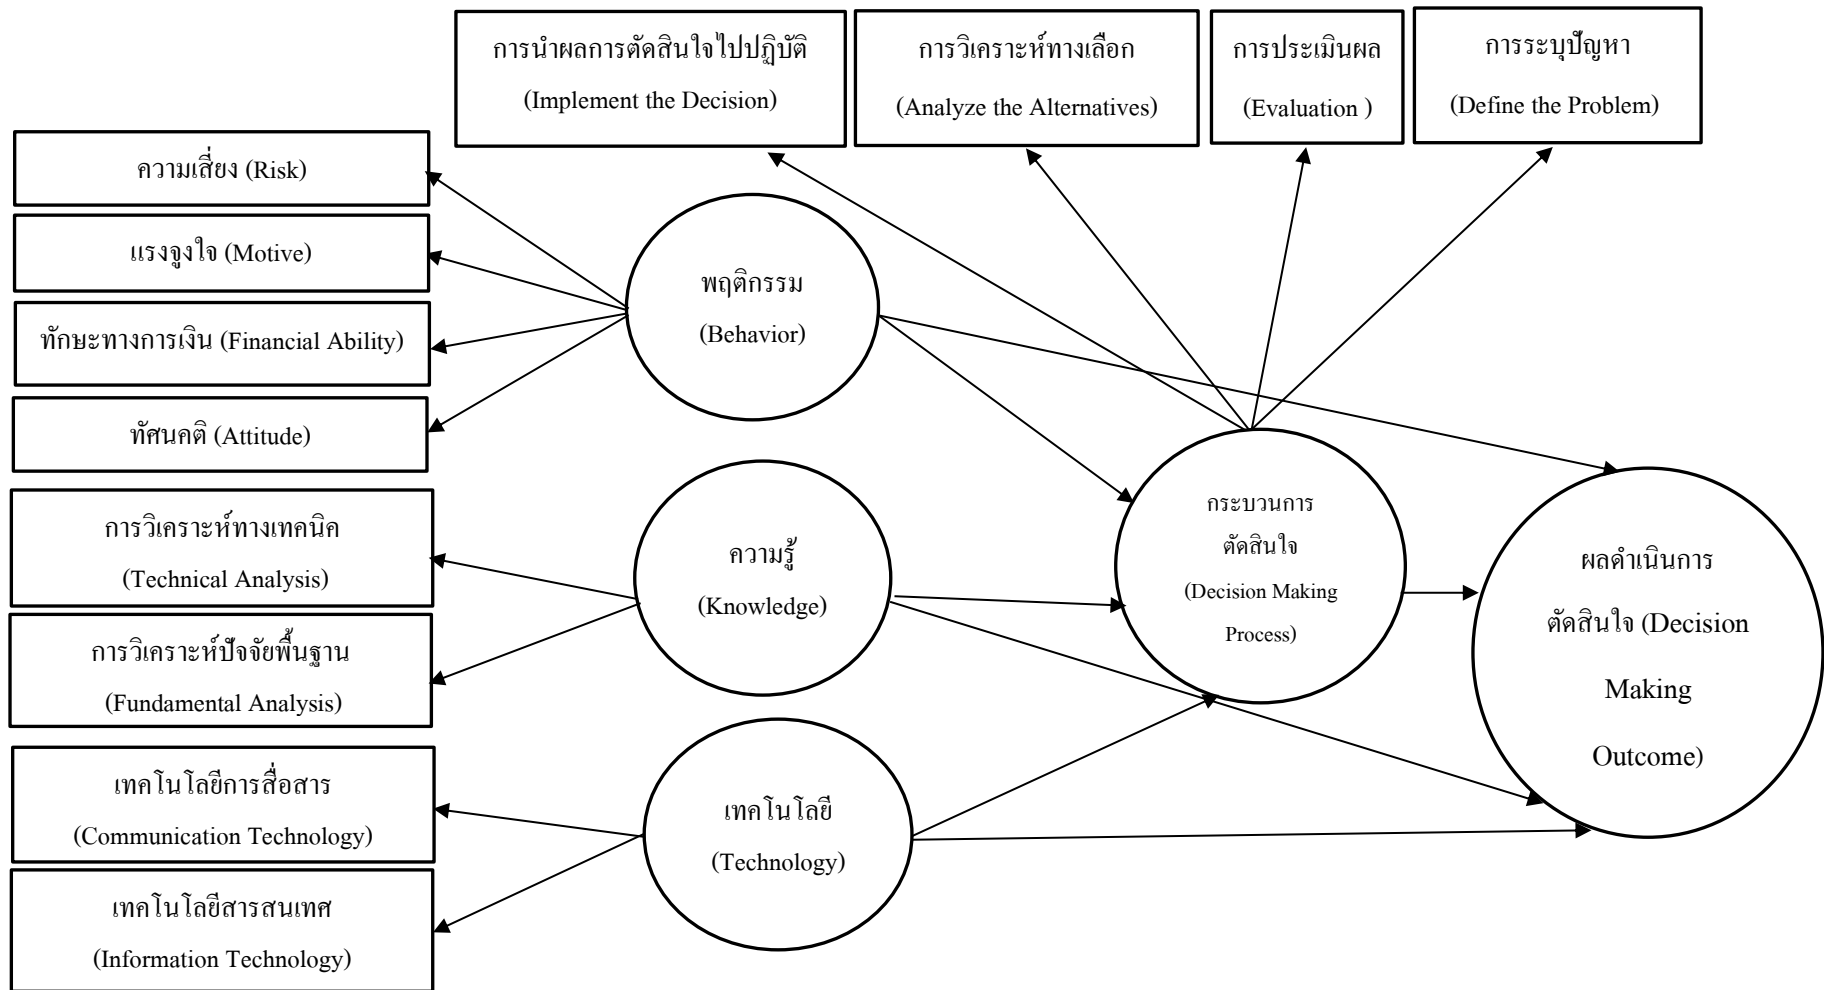 การนำผลการตัดสินใจไปปฏิบัติ
(Implement the Decision)
การวิเคราะห์ทางเลือก
(Analyze the Alternatives)
การประเมินผล
(Evaluation )
การระบุปัญหา
(Define the Problem)
ความเสี่ยง (Risk)
แรงจูงใจ (Motive)
ทักษะทางการเงิน (Financial Ability)
ทัศนคติ (Attitude)
การวิเคราะห์ทางเทคนิค
(Technical Analysis)
การวิเคราะห์ปัจจัยพื้นฐาน
(Fundamental Analysis)
เทคโนโลยีการสื่อสาร
(Communication Technology)
เทคโนโลยีสารสนเทศ
(Information Technology)
พฤติกรรม
(Behavior)
ความรู้
(Knowledge)
เทคโนโลยี
(Technology)
กระบวนการ
ตัดสินใจ
(Decision Making
Process)
ผลดำเนินการ
ตัดสินใจ (Decision
Making
Outcome)